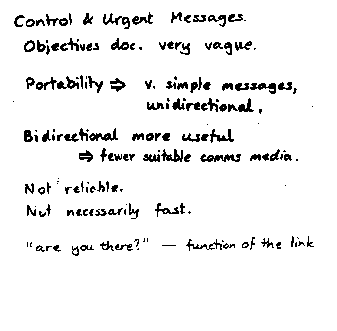 Control & Urgent Messages.
Objectives doc. very vague.
Portability ⇒ v. simple messages,
unidirectional.
Bidirectional more useful
⇒ fewer suitable comms media.
Not reliable.
Not necessarily fast.
"are you there?" — function of the link